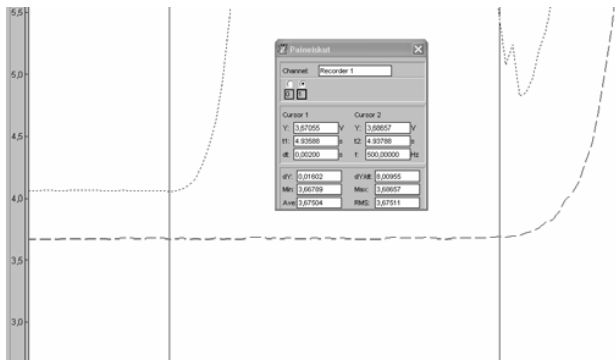 5,5
5,0
4,5
4,0
3,5
3,0
Paineiskut
Channel: Recorder 1
0 1
Cursor 1 Cursor 2
Y: 3,67055 V Y: 3,68657 V
t1: 4.93588 s t2: 4.93788 s
dt: 0,00200 s f: 500,00000 Hz
dY: 0,01602 dY/dt: 8,00955
Min: 3,66789 Max: 3,68657
Ave: 3,67504 RMS: 3,67511